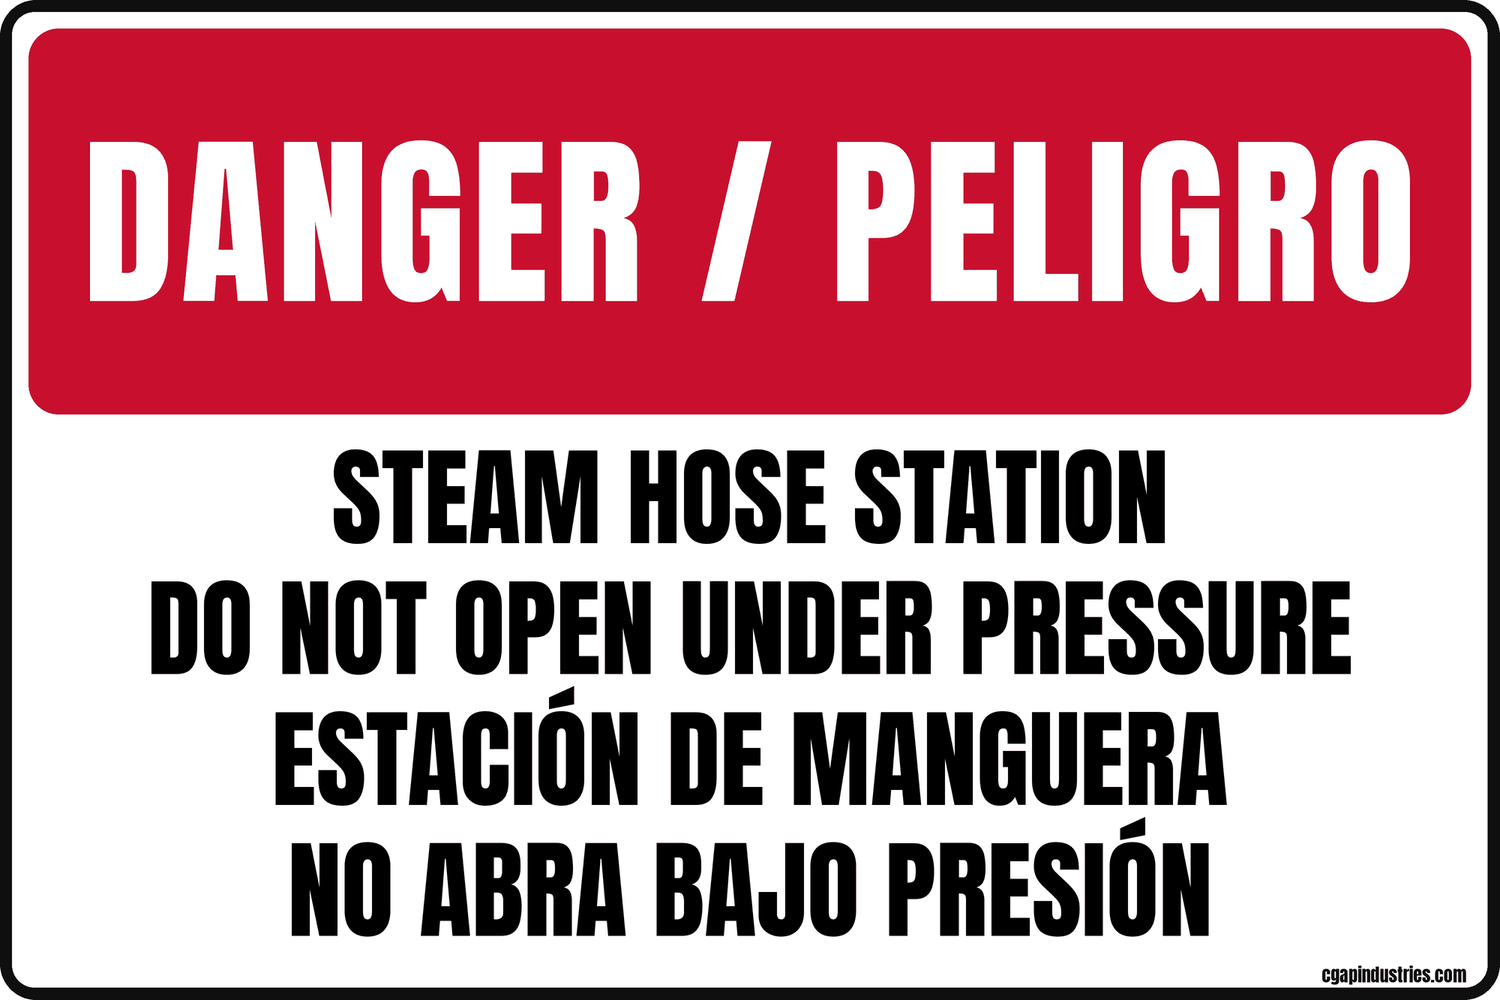 DANGER / PELIGRO
STEAM HOSE STATION
DO NOT OPEN UNDER PRESSURE
ESTACIÓN DE MANGUERA
NO ABRA BAJO PRESIÓN
cgapindustries.com